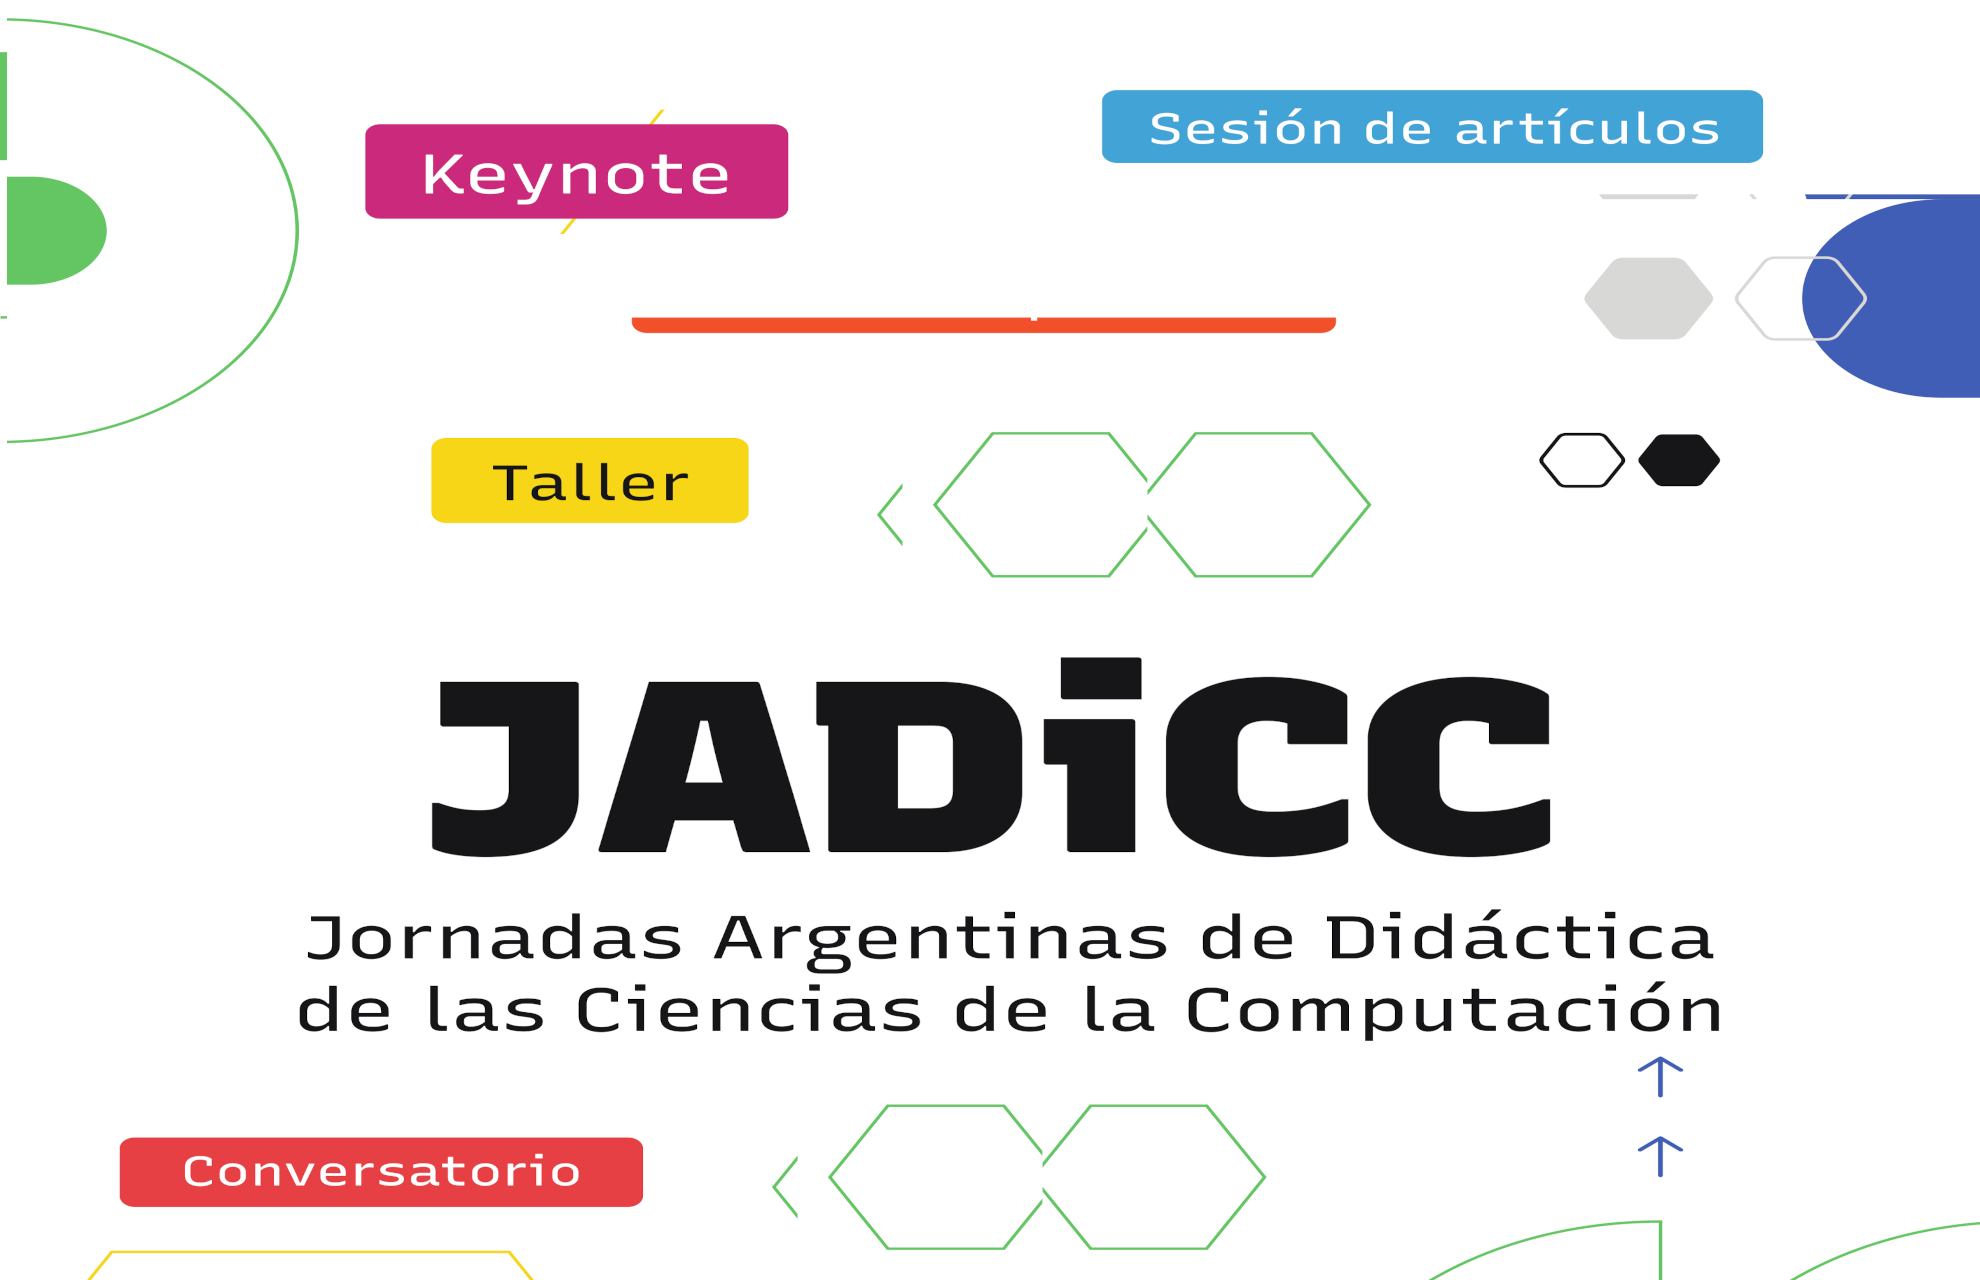 Keynote
Sesión de artículos
Taller
JADiCC
Jornadas Argentinas de Didáctica
de las Ciencias de la Computación
Conversatorio